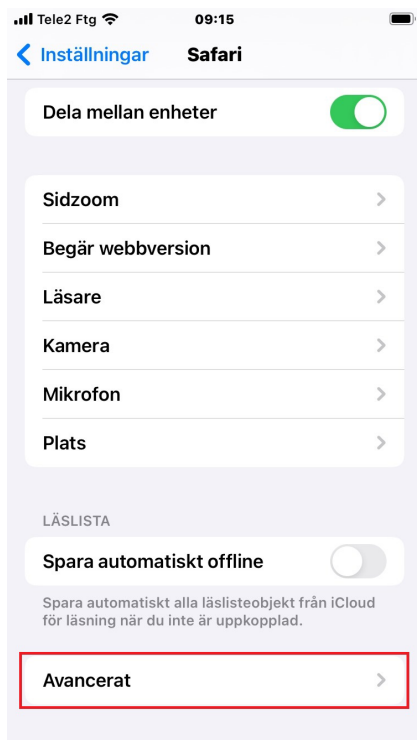 Tele2 Ftg 09:15
Inställningar Safari
Dela mellan enheter
Sidzoom
Begär webbversion
Läsare
Kamera
Mikrofon
Plats
LÄSLISTA
Spara automatiskt offline
Spara automatiskt alla läslisteobjekt från iCloud
för läsning när du inte är uppkopplad.
Avancerat